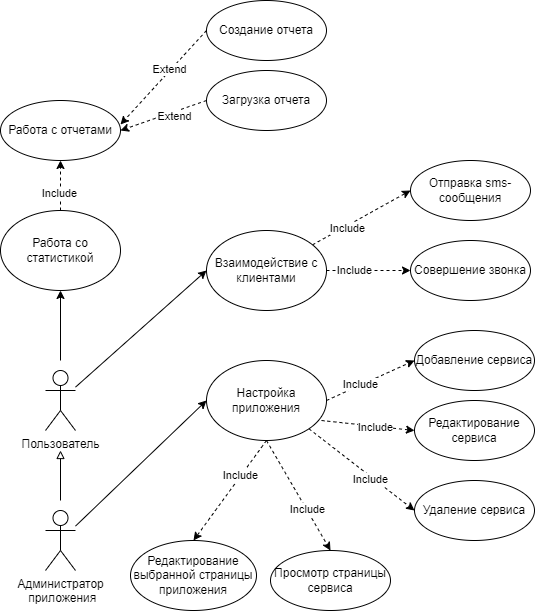 Создание отчета
Extend
Загрузка отчета
Extend
Работа с отчетами
Include
Работа со
статистикой
Отправка sms-
сообщения
Include
Взаимодействие с
клиентами
Include
Совершение звонка
Добавление сервиса
Include
Настройка
приложения
Include
Редактирование
сервиса
Пользователь
Include
Include
Include
Удаление сервиса
Редактирование
выбранной страницы
приложения
Просмотр страницы
сервиса
Администратор
приложения